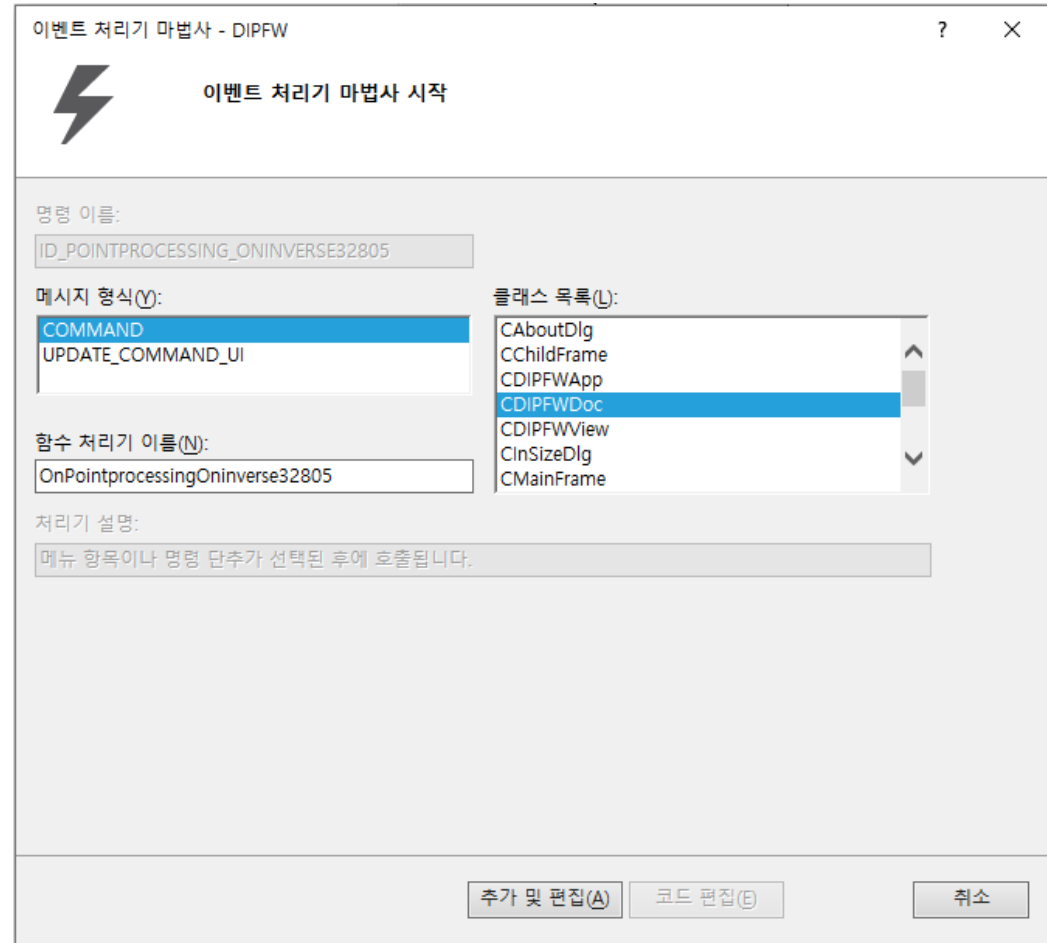 이벤트 처리기 마법사 - DIPFW
?
이벤트 처리기 마법사 시작
명령 이름:
ID_POINTPROCESSING_ONINVERSE32805
메시지 형식(Y):
COMMAND
UPDATE_COMMAND_UI
클래스 목록(L):
CAboutDlg
CChildFrame
CDIPFWApp
CDIPFWDoc
CDIPFWView
CInSizeDlg
CMainFrame
함수 처리기 이름(N):
OnPointprocessingOninverse32805
처리기 설명:
메뉴 항목이나 명령 단추가 선택된 후에 호출됩니다.
추가 및 편집(A)
코드 편집(E)
취소